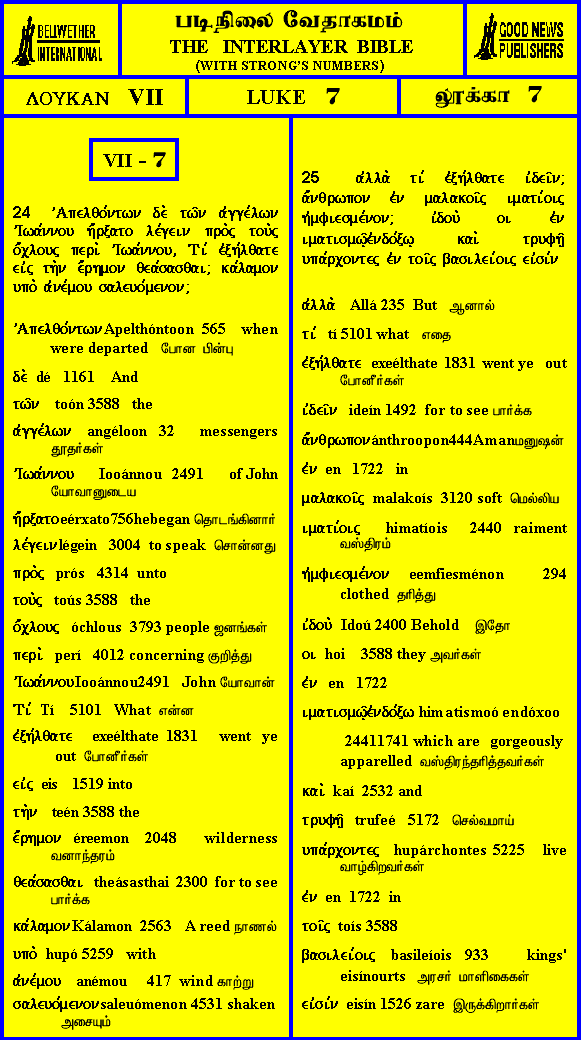 BELLWETHER
INTERNATIONAL
படிநிலை வேதாகமம்
THE INTERLAYER BIBLE
(WITH STRONG'S NUMBERS)
GOOD NEWS
PUBLISHERS
ΛΟΥΚΑΝ VII
LUKE 7
லூக்கா 7
VII - 7
24 Ἀπελθόντων δὲ τῶν ἀγγέλων
Ἰωάννου ἤρξατο λέγειν πρὸς τοὺς
ὄχλους περὶ Ἰωάννου, Τί ἐξήλθατε
εἰς τὴν ἔρημον θεάσασθαι; κάλαμον
υπὸ ἀνέμου σαλευόμενον;
Ἀπελθόντων Apelthóntoon 565 when
were departed போன பின்பு
δὲ dé 1161 And
τῶν toón 3588 the
ἀγγέλων angéloon 32 messengers
தூதர்கள்
Ἰωάννου Iooánnou 2491 of John
யோவானுடைய
ἤρξατο eérxato756hebegan தொடங்கினார்
λέγειν légein 3004 to speak சொன்னது
πρὸς prós 4314 unto
τοὺς toús 3588 the
ὄχλους óchlous 3793 people ஜனங்கள்
περὶ perí 4012 concerning குறித்து
Ἰωάννου Iooánnou2491 John யோவான்
Τί Tí 5101 What என்ன
ἐξήλθατε exeélthate 1831 went ye
out போனீர்கள்
εἰς eis 1519 into
τὴν teén 3588 the
ἔρημον éreemon 2048 wilderness
வனாந்தரம்
θεάσασθαι theásasthai 2300 for to see
பார்க்க
κάλαμον Kálamon 2563 A reed நாணல்
υπὸ hupó 5259 with
ἀνέμου anémou 417 wind காற்று
σαλευόμενον saleuómenon 4531 shaken
அசையும்
25 ἀλλὰ τί ἐξήλθατε ἰδεῖν;
ἄνθρωπον ἐν μαλακοῖς ιματίοις
ἠμφιεσμένον; ἰδοὺ οι ἐν
ιματισμῷἐνδόξῳ καὶ τρυφῇ
υπάρχοντες ἐν τοῖς βασιλείοις εἰσίν
ἀλλὰ Allá 235 But ஆனால்
τί tí 5101 what எதை
ἐξήλθατε exeélthate 1831 went ye out
போனீர்கள்
ἰδεῖν ideín 1492 for to see பார்க்க
ἄνθρωπον ánthroopon444Aman மனுஷன்
ἐν en 1722 in
μαλακοῖς malakoís 3120 soft மெல்லிய
ιματίοις himatíois 2440 raiment
வஸ்திரம்
ἠμφιεσμένον eemfiesménon 294
clothed தரித்து
ἰδοὺ Idoú 2400 Behold இதோ
οι hoi 3588 they அவர்கள்
ἐν en 1722
ιματισμῷἐνδόξῳ himatismoó endóxoo
24411741 which are gorgeously
apparelled வஸ்திரந்தரித்தவர்கள்
καὶ kaí 2532 and
τρυφῇ trufeé 5172 செல்வமாய்
υπάρχοντες hupárchontes 5225 live
வாழ்கிறவர்கள்
ἐν en 1722 in
τοῖς toís 3588
βασιλείοις basileíois 933 kings'
eisínourts அரசர் மாளிகைகள்
εἰσίν eisín 1526 zare இருக்கிறார்கள்